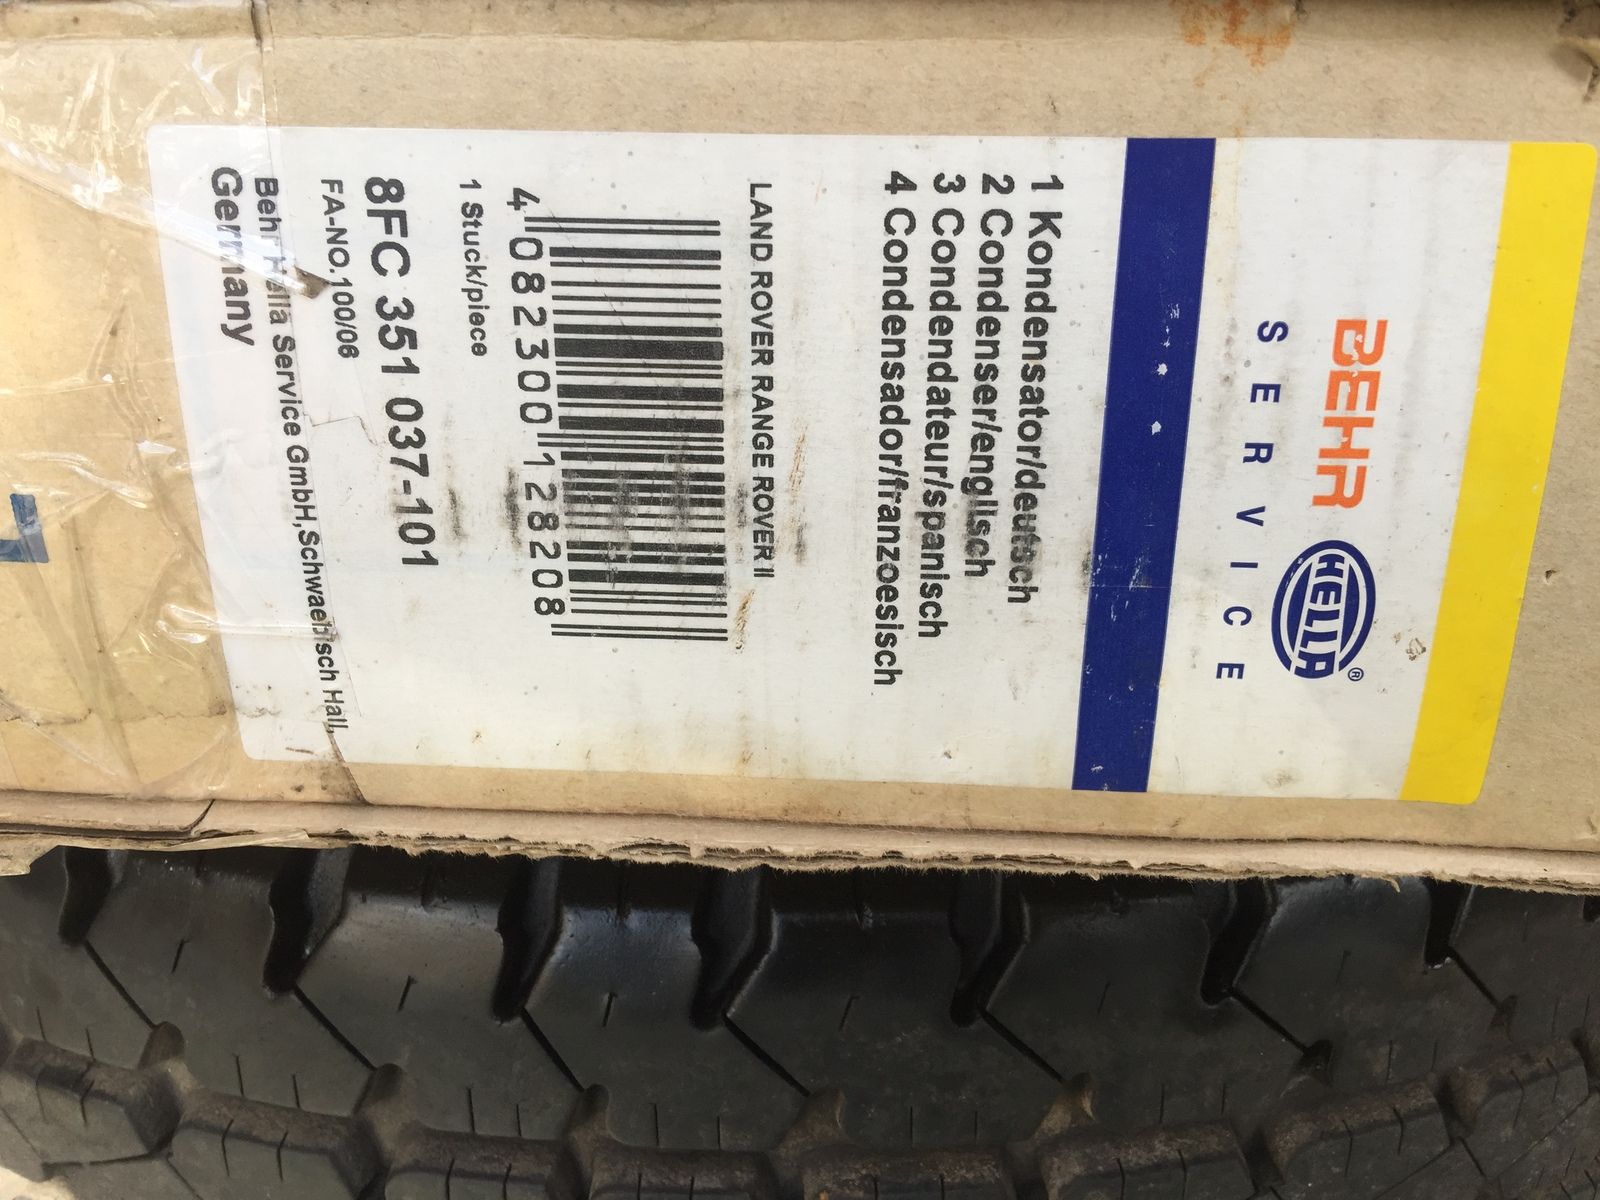 BEHR HELLA®
SERVICE
1 Kondensator/deutsch
2 Condenser/englisch
3 Condendateur/spanisch
4 Condensador/franzoesisch
LAND ROVER RANGE ROVER II
4 082300 128208
1 Stuck/piece
8FC 351 037-101
FA-NO.100/06
Behr Hella Service GmbH,Schwaebisch Hall,
Germany